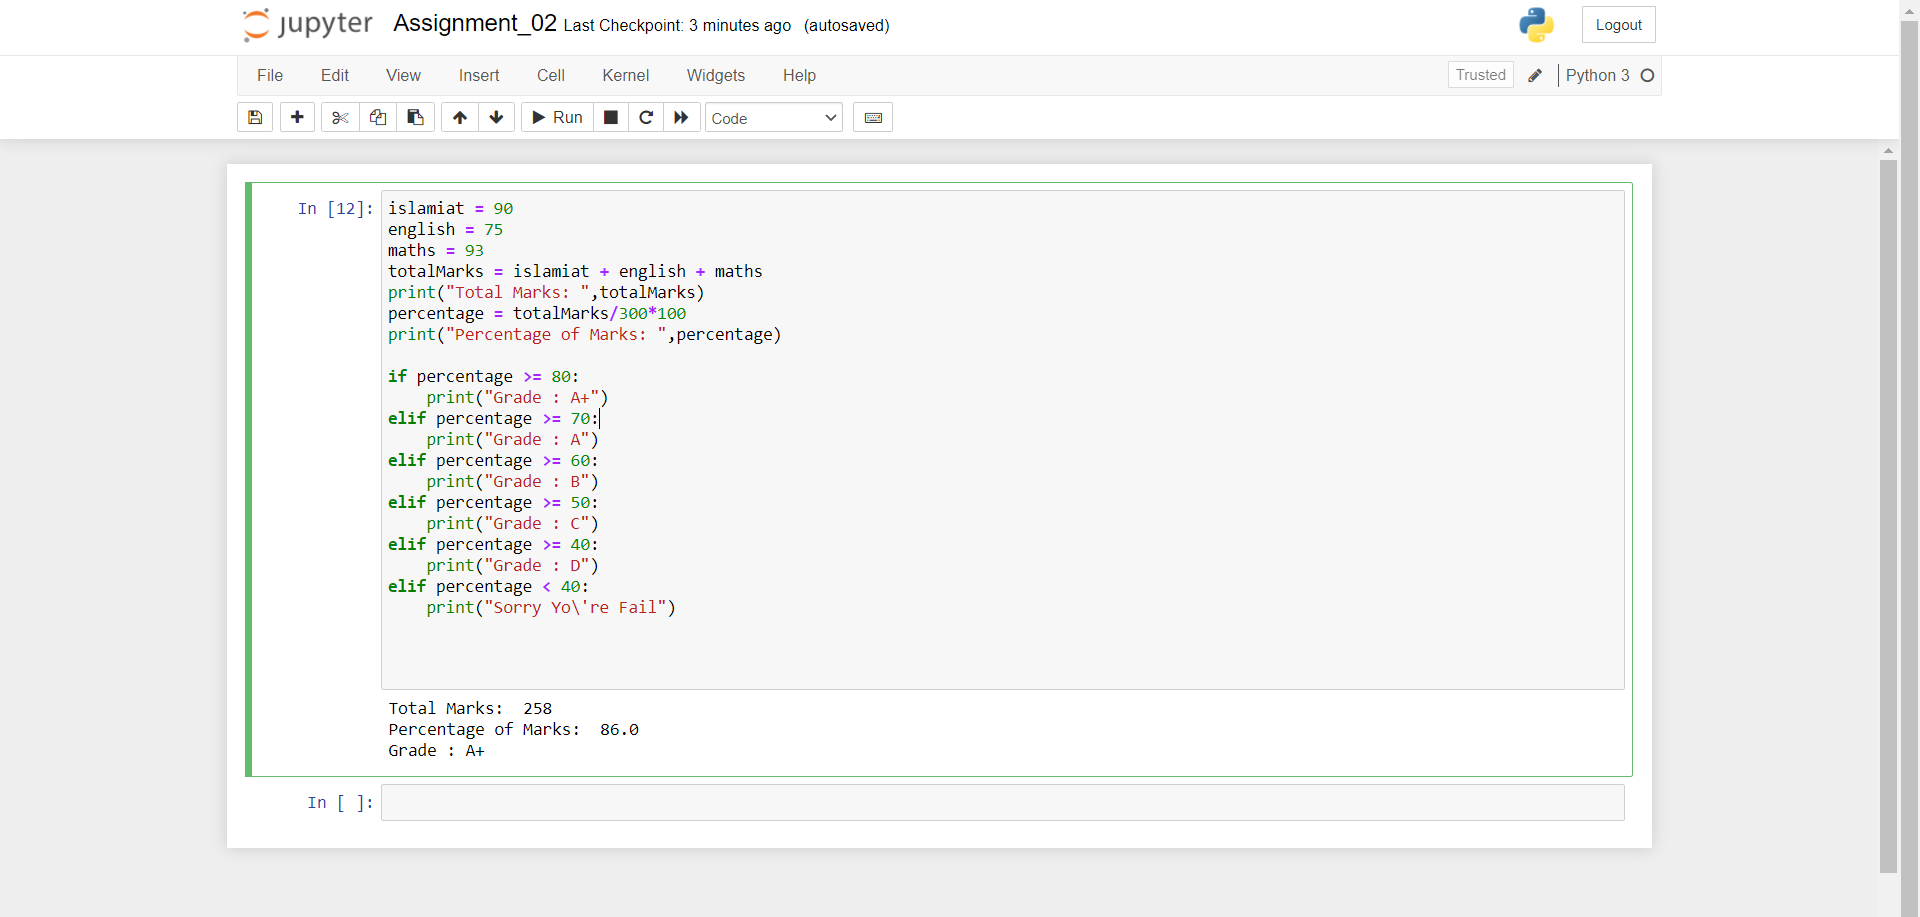 jupyter Assignment_02 Last Checkpoint: 3 minutes ago (autosaved) Logout
File Edit View Insert Cell Kernel Widgets Help Trusted Python 3
Run Code
In [12]: islamiat = 90
english = 75
maths = 93
totalMarks = islamiat + english + maths
print("Total Marks: ",totalMarks)
percentage = totalMarks/300*100
print("Percentage of Marks: ",percentage)

if percentage >= 80:
    print("Grade : A+")
elif percentage >= 70:
    print("Grade : A")
elif percentage >= 60:
    print("Grade : B")
elif percentage >= 50:
    print("Grade : C")
elif percentage >= 40:
    print("Grade : D")
elif percentage < 40:
    print("Sorry Yo\'re Fail")
Total Marks:  258
Percentage of Marks:  86.0
Grade : A+
In [ ]: